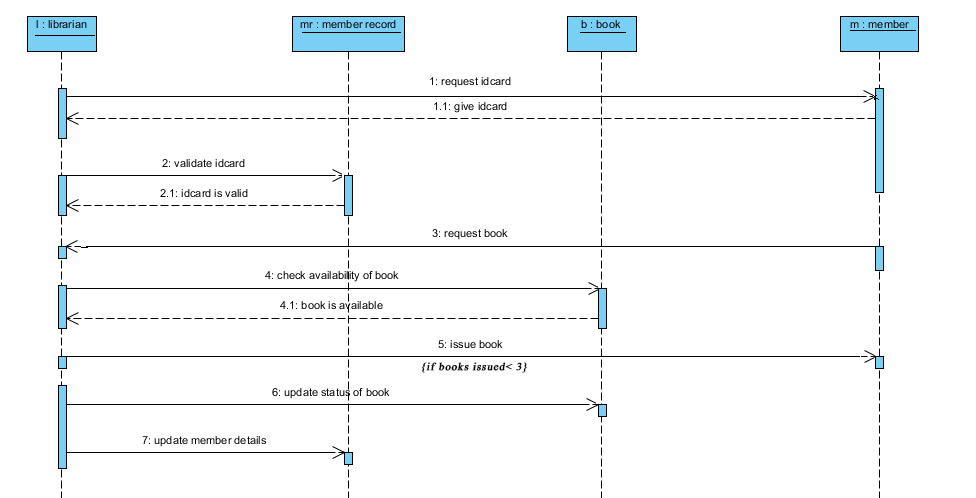 l : librarian
mr : member record
b : book
m : member
1: request idcard
1.1: give idcard
2: validate idcard
2.1: idcard is valid
3: request book
4: check availability of book
4.1: book is available
5: issue book
{if books issued< 3}
6: update status of book
7: update member details